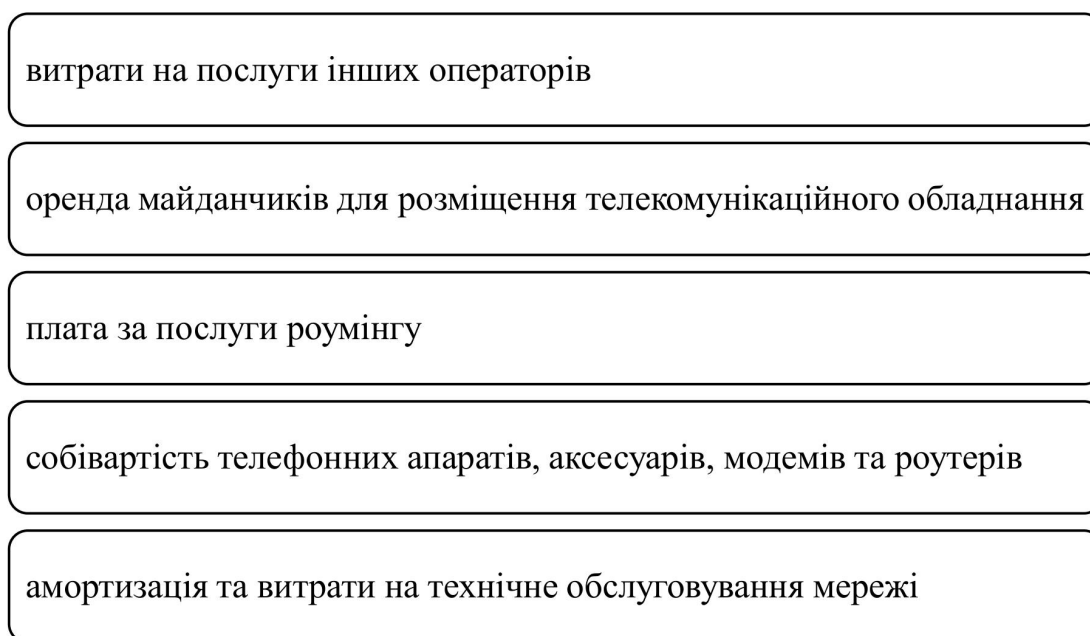 витрати на послуги інших операторів
оренда майданчиків для розміщення телекомунікаційного обладнання
плата за послуги роумінгу
собівартість телефонних апаратів, аксесуарів, модемів та роутерів
амортизація та витрати на технічне обслуговування мережі